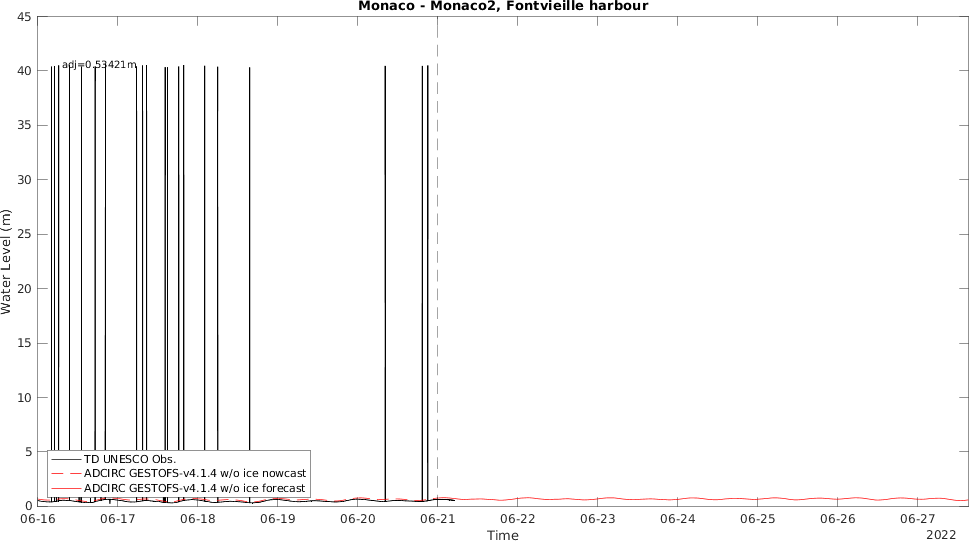 Monaco - Monaco2, Fontvieille harbour
45
40
35
30
25
20
15
10
5
0
Water Level (m)
adj=0.53421m
TD UNESCO Obs.
ADCIRC GESTOFS-v4.1.4 w/o ice nowcast
ADCIRC GESTOFS-v4.1.4 w/o ice forecast
06-16 06-17 06-18 06-19 06-20 06-21 06-22 06-23 06-24 06-25 06-26 06-27
Time
2022